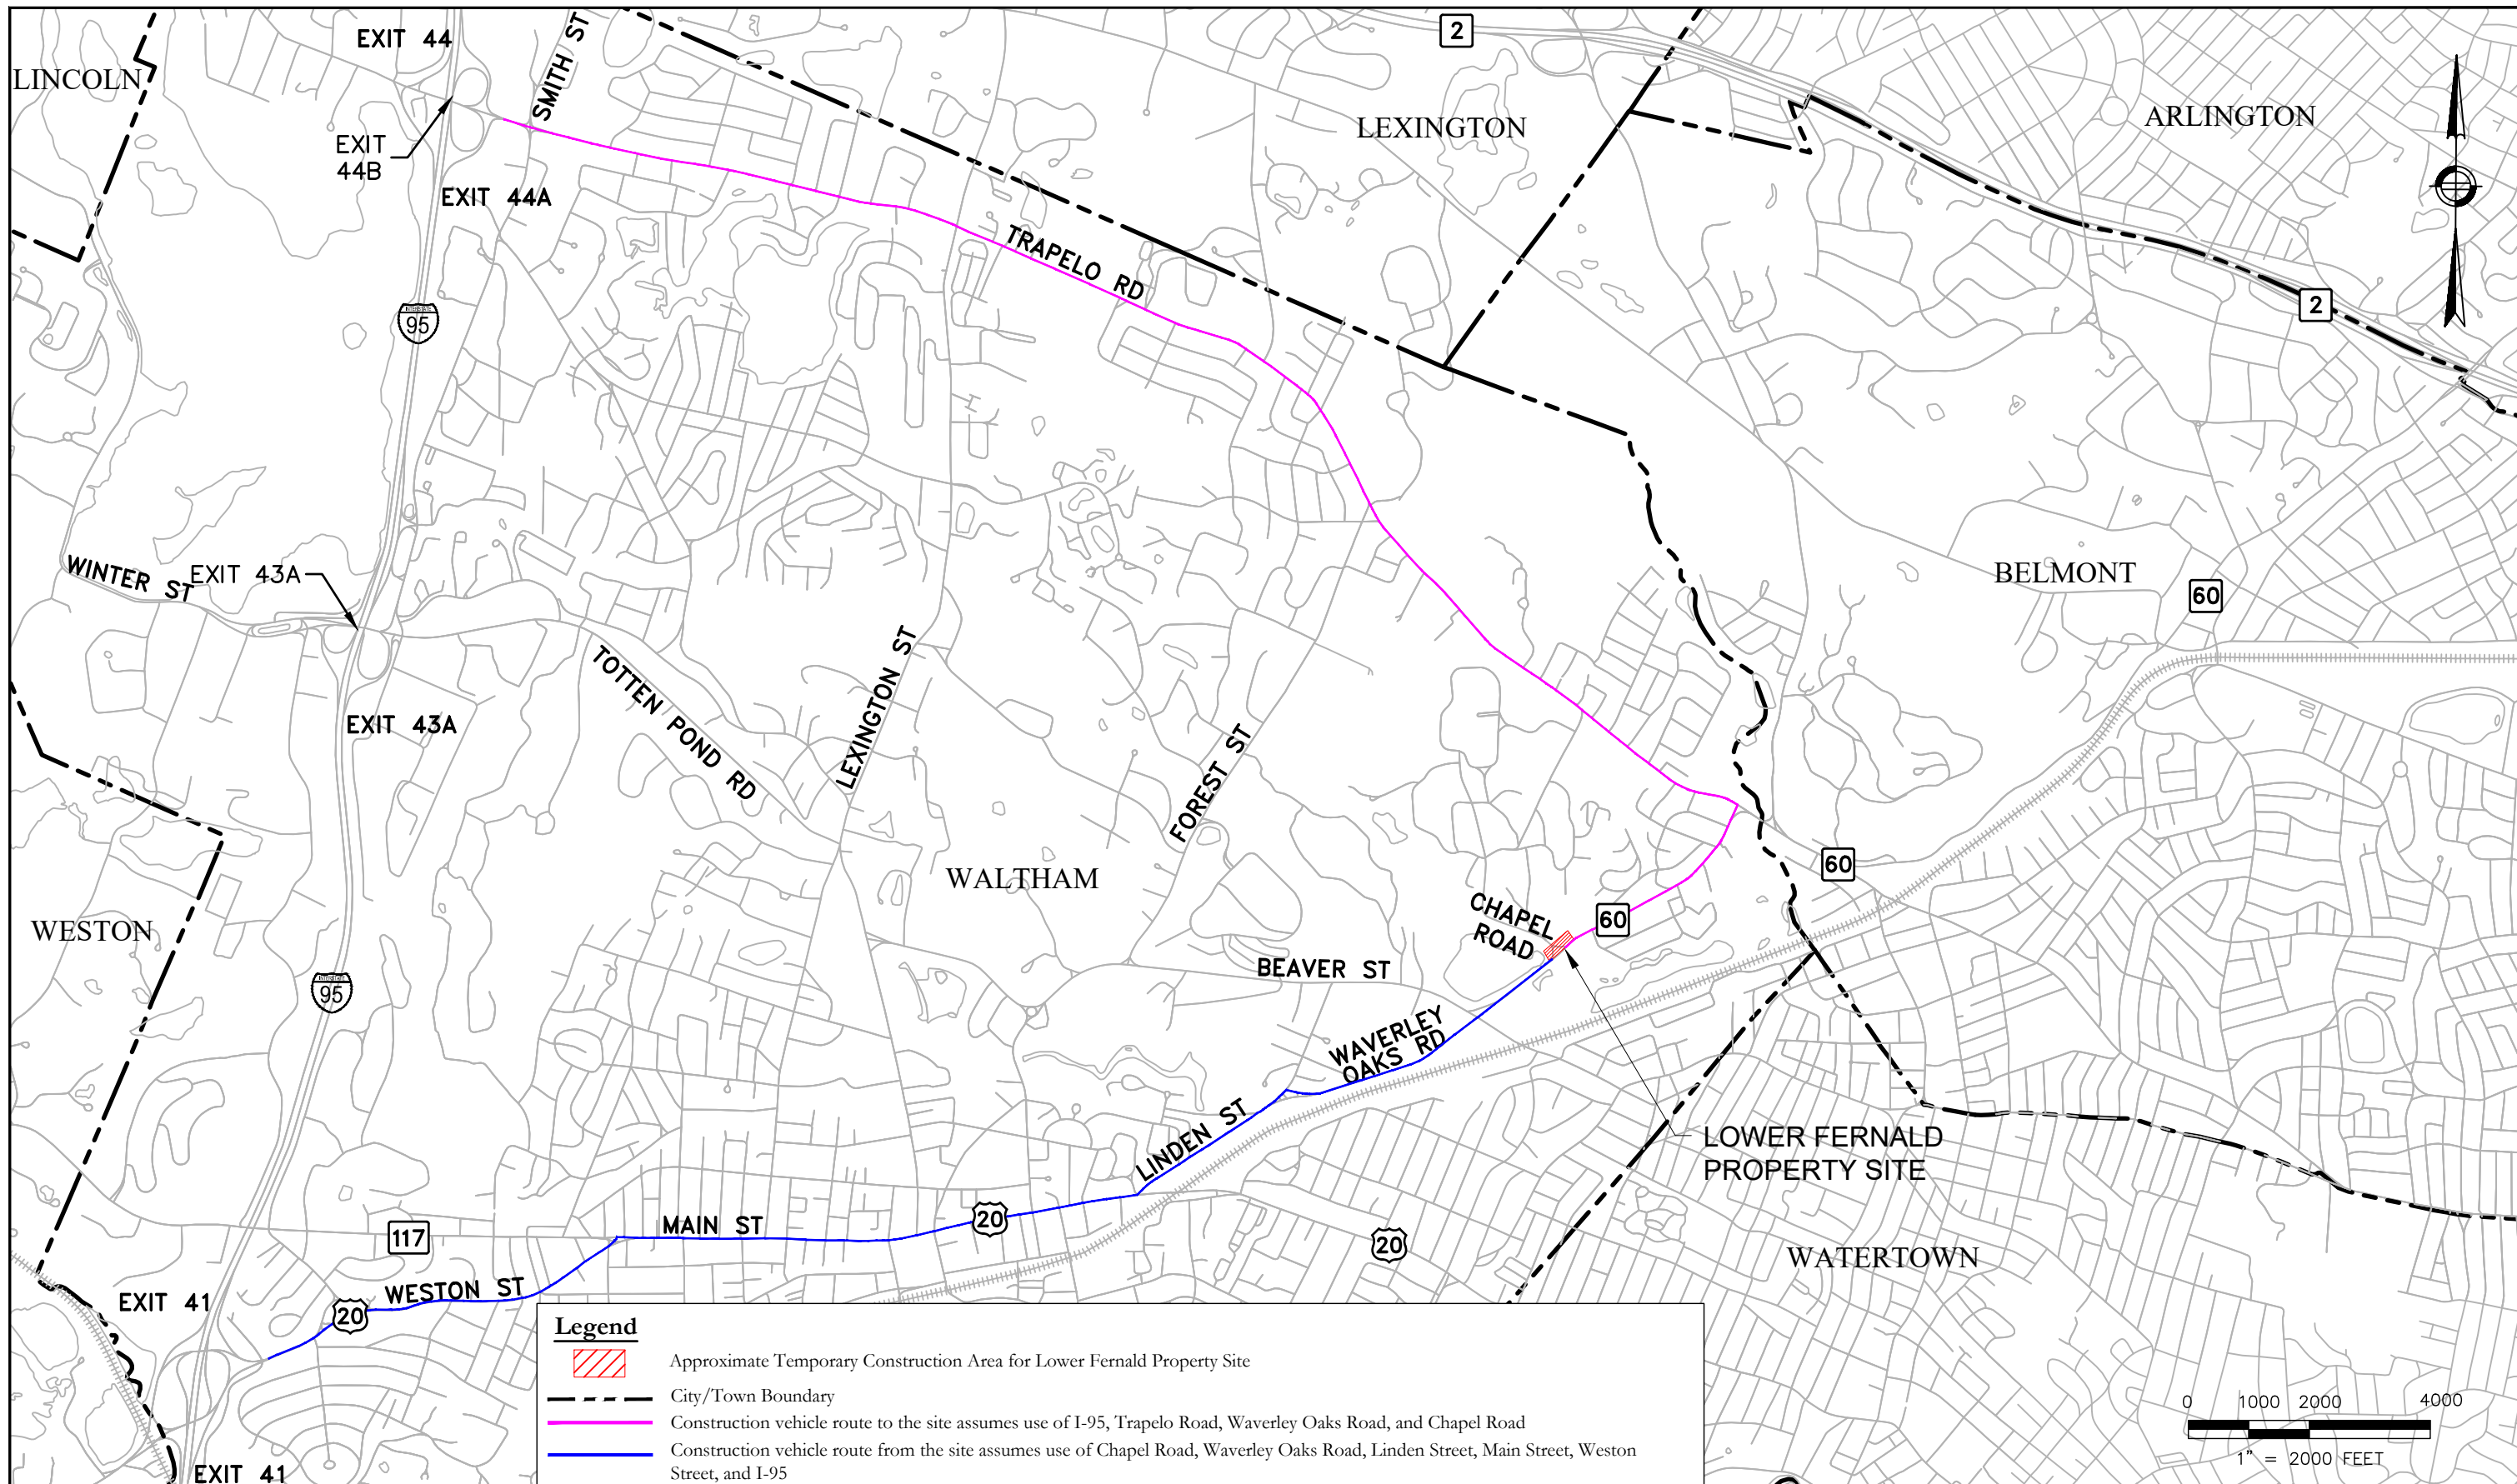 EXIT 44
SMITH ST
2
LINCOLN
ARLINGTON
LEXINGTON
EXIT
44B
EXIT 44A
TRAPELO RD
95
2
WINTER ST
EXIT 43A
BELMONT
60
TOTTEN POND RD
LEXINGTON ST
EXIT 43A
FOREST ST
WALTHAM
60
CHAPEL
ROAD
60
WESTON
BEAVER ST
95
WAVERLEY
OAKS RD
LINDEN ST
LOWER FERNALD
PROPERTY SITE
MAIN ST
20
117
20
WATERTOWN
WESTON ST
20
EXIT 41
Legend
Approximate Temporary Construction Area for Lower Fernald Property Site
City/Town Boundary
Construction vehicle route to the site assumes use of I-95, Trapelo Road, Waverley Oaks Road, and Chapel Road
Construction vehicle route from the site assumes use of Chapel Road, Waverley Oaks Road, Linden Street, Main Street, Weston
Street, and I-95
0 1000 2000 4000
1" = 2000 FEET
EXIT 41